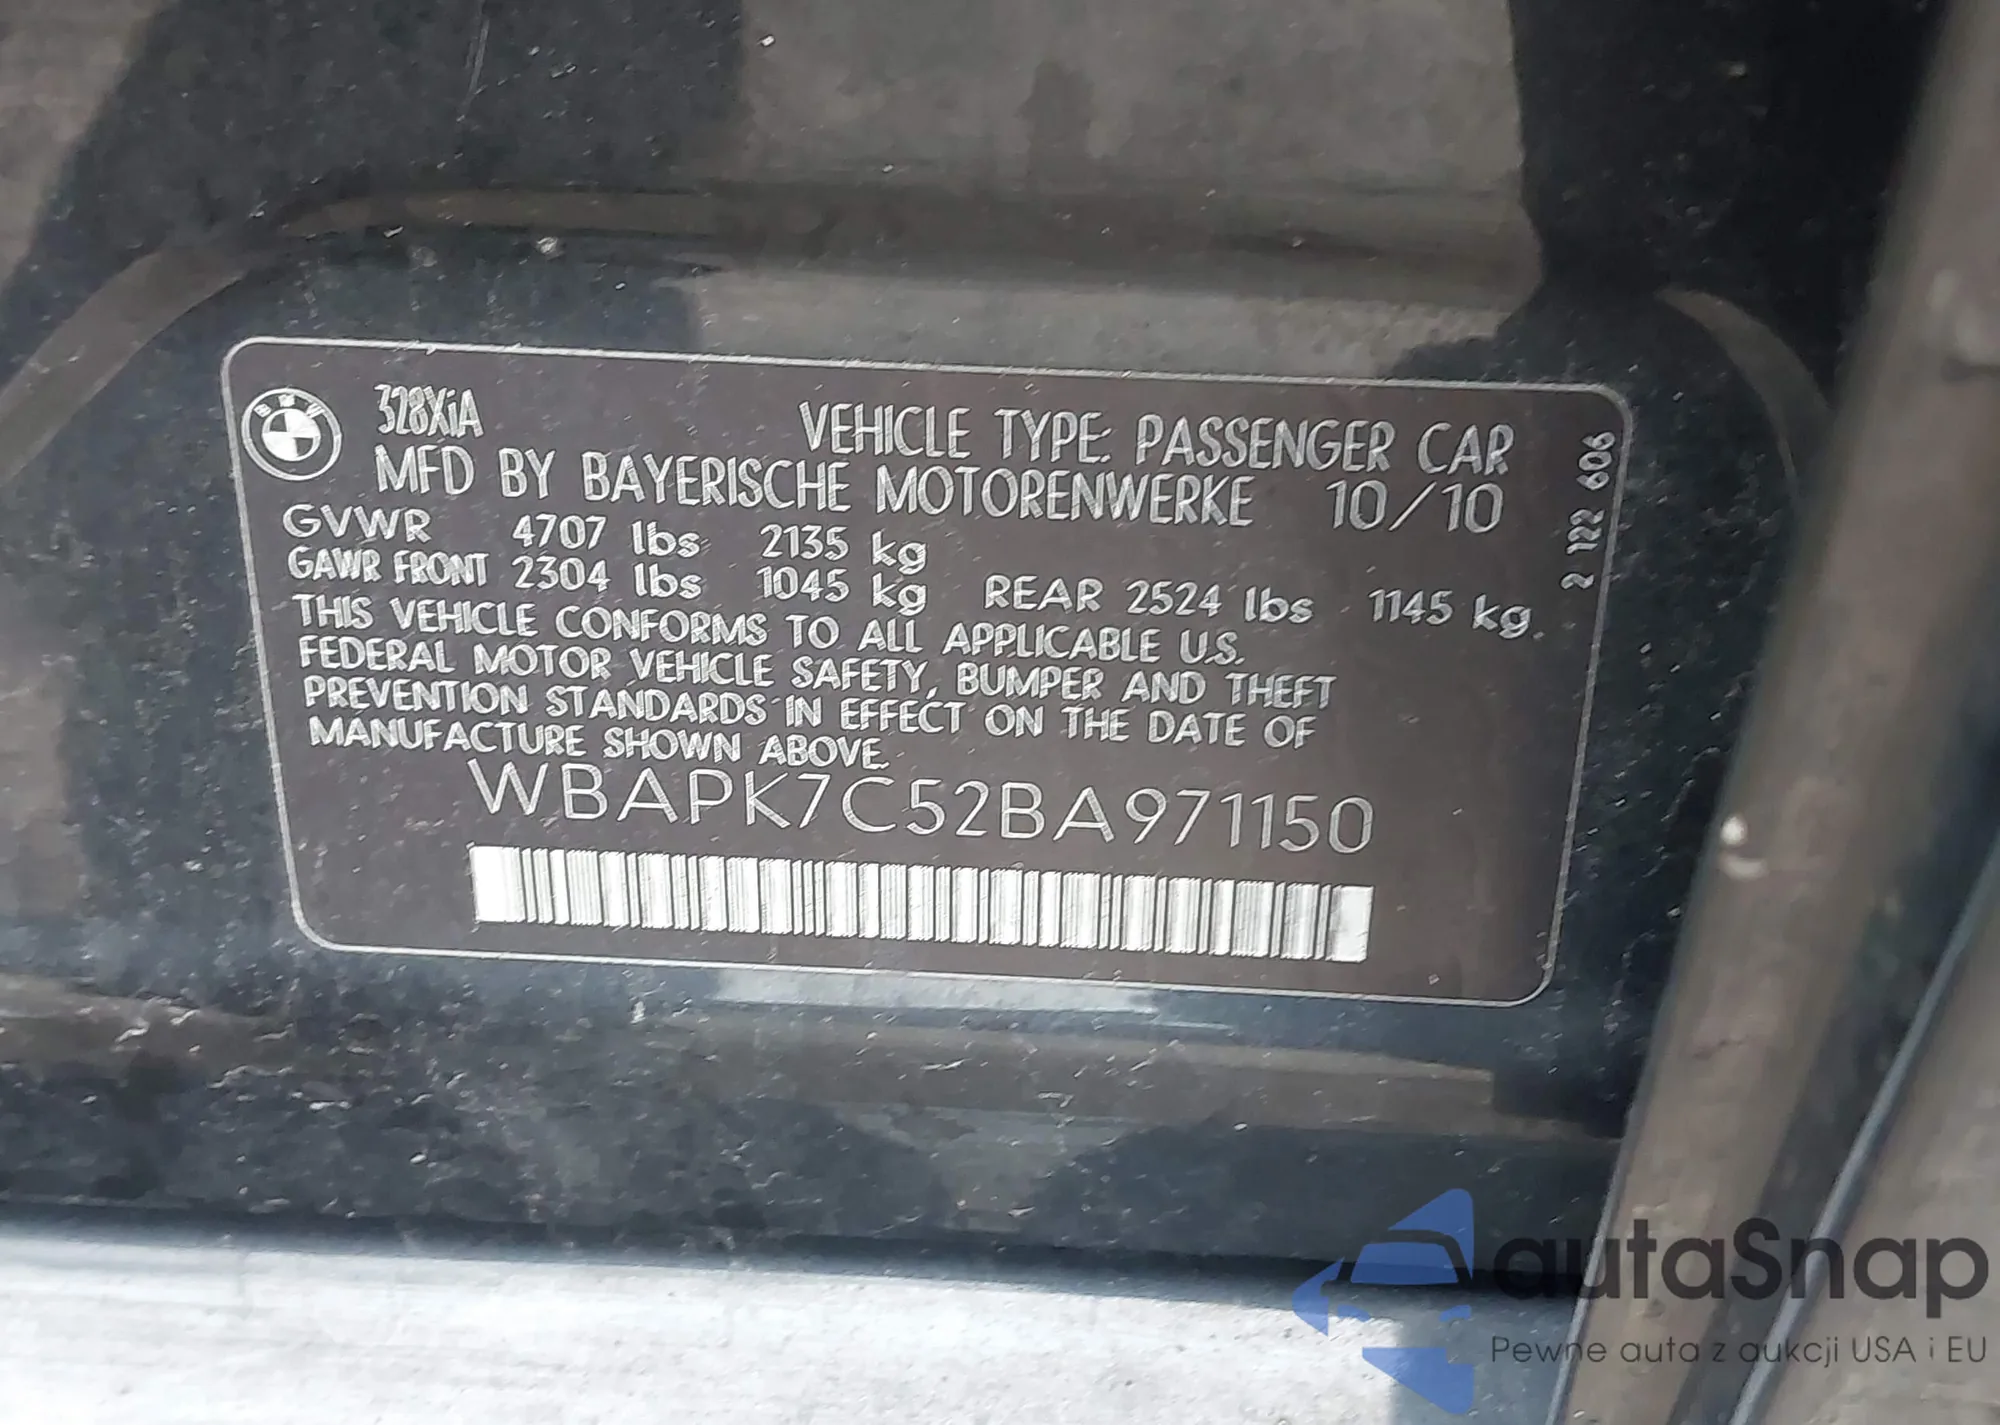 BMW
328XiA
VEHICLE TYPE: PASSENGER CAR
MFD BY BAYERISCHE MOTORENWERKE 10/10
GVWR 4707 lbs 2135 kg
GAWR FRONT 2304 lbs 1045 kg REAR 2524 lbs 1145 kg.
THIS VEHICLE CONFORMS TO ALL APPLICABLE U.S.
FEDERAL MOTOR VEHICLE SAFETY, BUMPER AND THEFT
PREVENTION STANDARDS IN EFFECT ON THE DATE OF
MANUFACTURE SHOWN ABOVE.
WBAPK7C52BA971150
2 122 606
autaSnap
Pewne auta z aukcji USA i EU